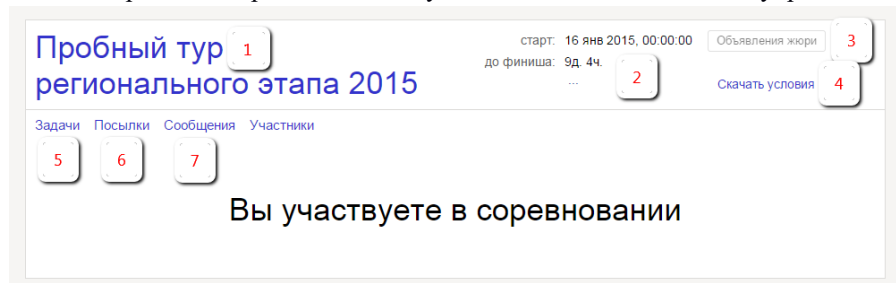 Пробный тур 1
регионального этапа 2015
старт: 16 янв 2015, 00:00:00
до финиша: 9д. 4ч.
...
2
Объявления жюри 3
Скачать условия 4
Задачи Посылки Сообщения Участники
5 6 7
Вы участвуете в соревновании